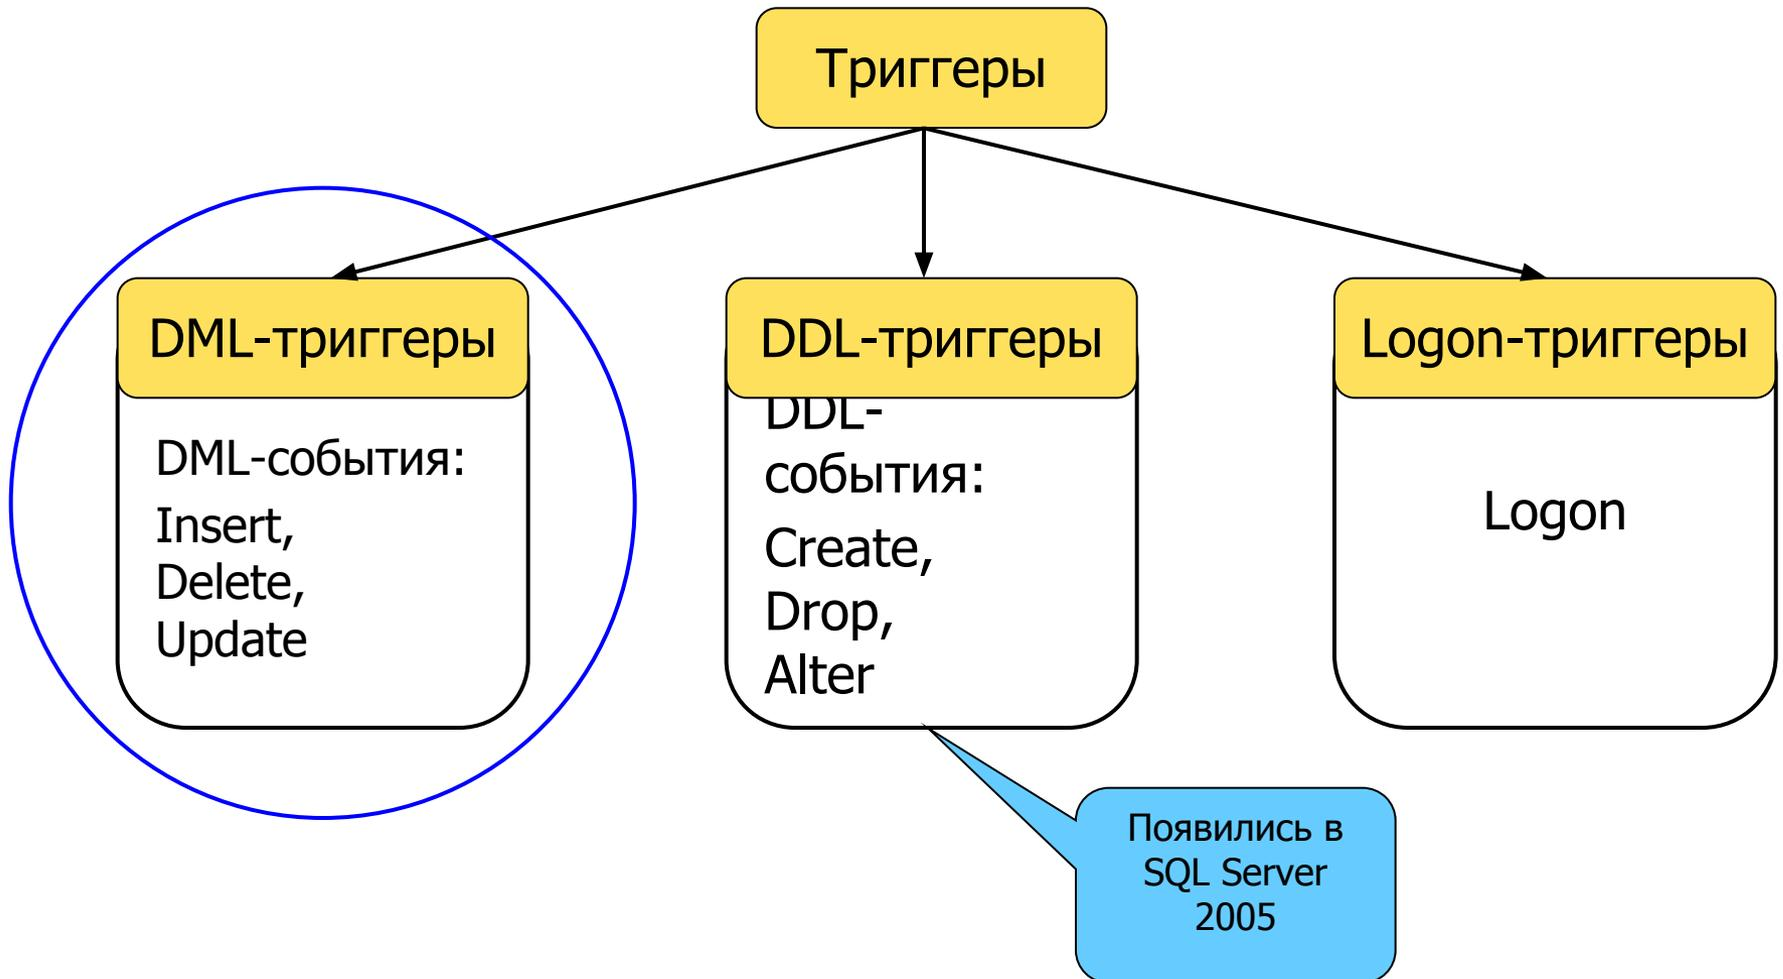 Триггеры
DML-триггеры
DML-события:
Insert,
Delete,
Update
DDL-триггеры
DDL-
события:
Create,
Drop,
Alter
Logon-триггеры
Logon
Появились в
SQL Server
2005